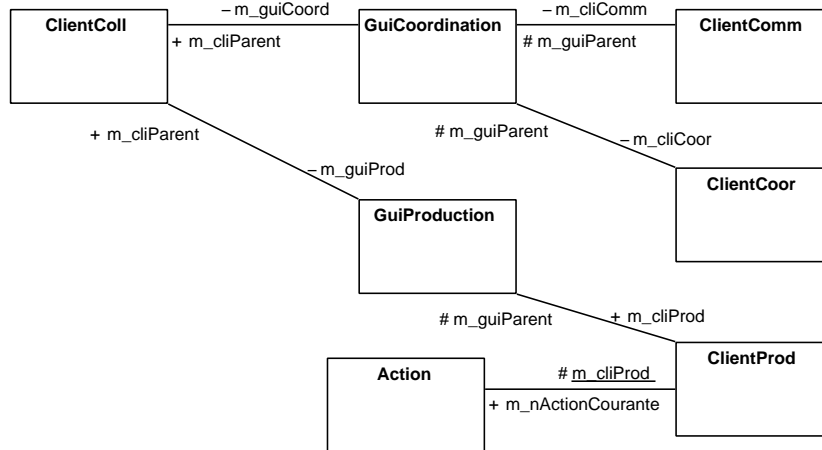 – m_guiCoord
– m_cliComm
ClientColl
GuiCoordination
ClientComm
+ m_cliParent
# m_guiParent
+ m_cliParent
# m_guiParent
– m_cliCoor
– m_guiProd
ClientCoor
GuiProduction
# m_guiParent
+ m_cliProd
ClientProd
Action
# m_cliProd
+ m_nActionCourante